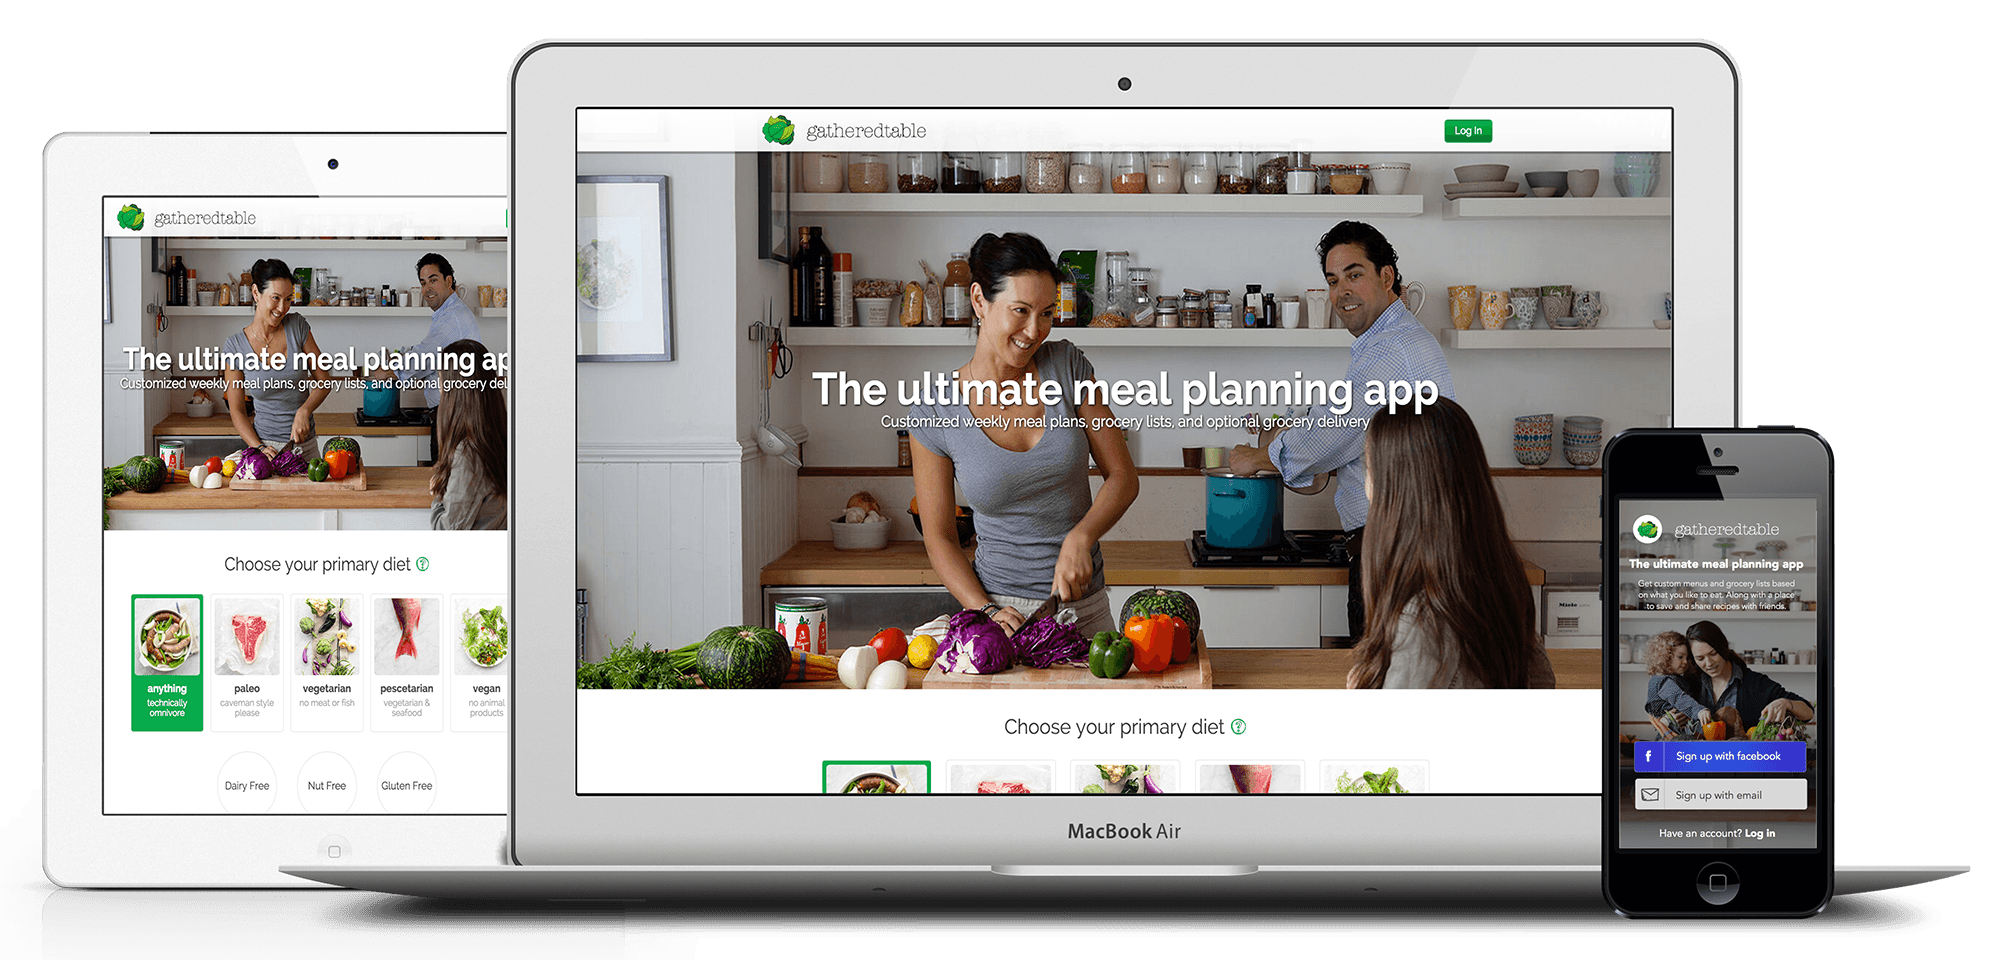 gatheredtable
The ultimate meal planning ap
Customized weekly meal plans, grocery lists, and optional grocery del
Choose your primary diet ?
anything
technically
omnivore
paleo
caveman style
please
vegetarian
no meat or fish
pescetarian
vegetarian &
seafood
vegan
no animal
products
Dairy Free
Nut Free
Gluten Free
gatheredtable
Log In
The ultimate meal planning app
Customized weekly meal plans, grocery lists, and optional grocery delivery
Miele
Choose your primary diet ?
MacBook Air
gatheredtable
The ultimate meal planning app
Get custom menus and grocery lists based
on what you like to eat. Along with a place
to save and share recipes with friends.
f Sign up with facebook
Sign up with email
Have an account? Log in